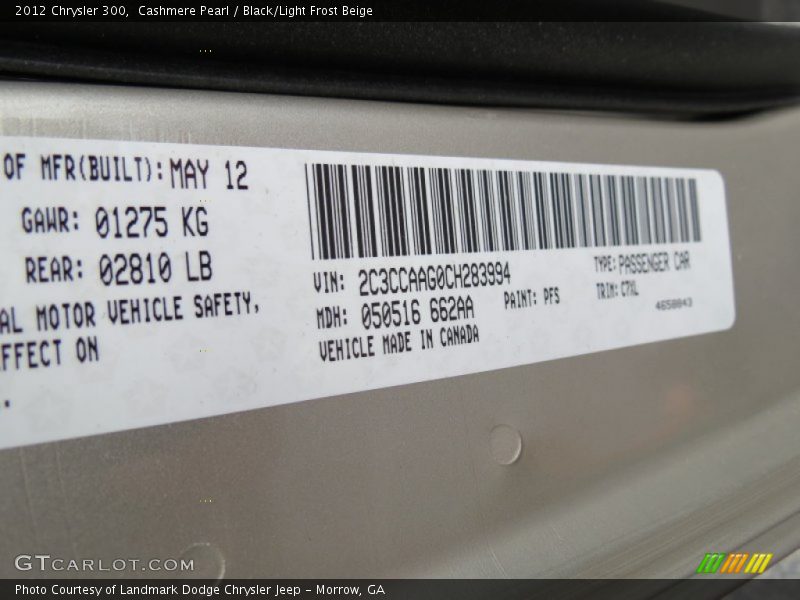 2012 Chrysler 300,  Cashmere Pearl / Black/Light Frost Beige
OF MFR(BUILT): MAY 12
GAWR: 01275 KG
REAR: 02810 LB
AL MOTOR VEHICLE SAFETY,
FFECT ON
VIN: 2C3CCAAG0CH283994
MDH: 050516 662AA
VEHICLE MADE IN CANADA
PAINT: PFS
TYPE: PASSENGER CAR
TRIM: C7XL
4658043
GTCARLOT.COM
Photo Courtesy of Landmark Dodge Chrysler Jeep – Morrow, GA